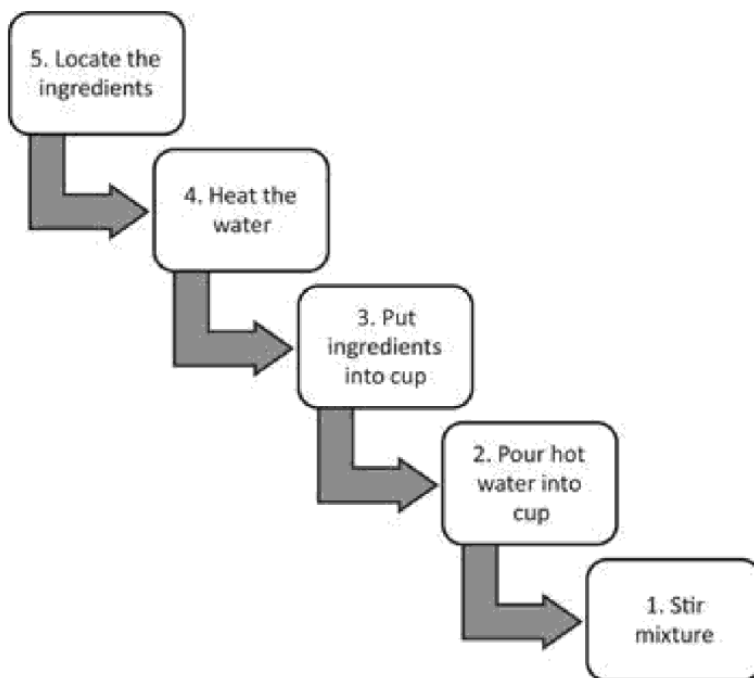 5. Locate the
ingredients
4. Heat the
water
3. Put
ingredients
into cup
2. Pour hot
water into
cup
1. Stir
mixture